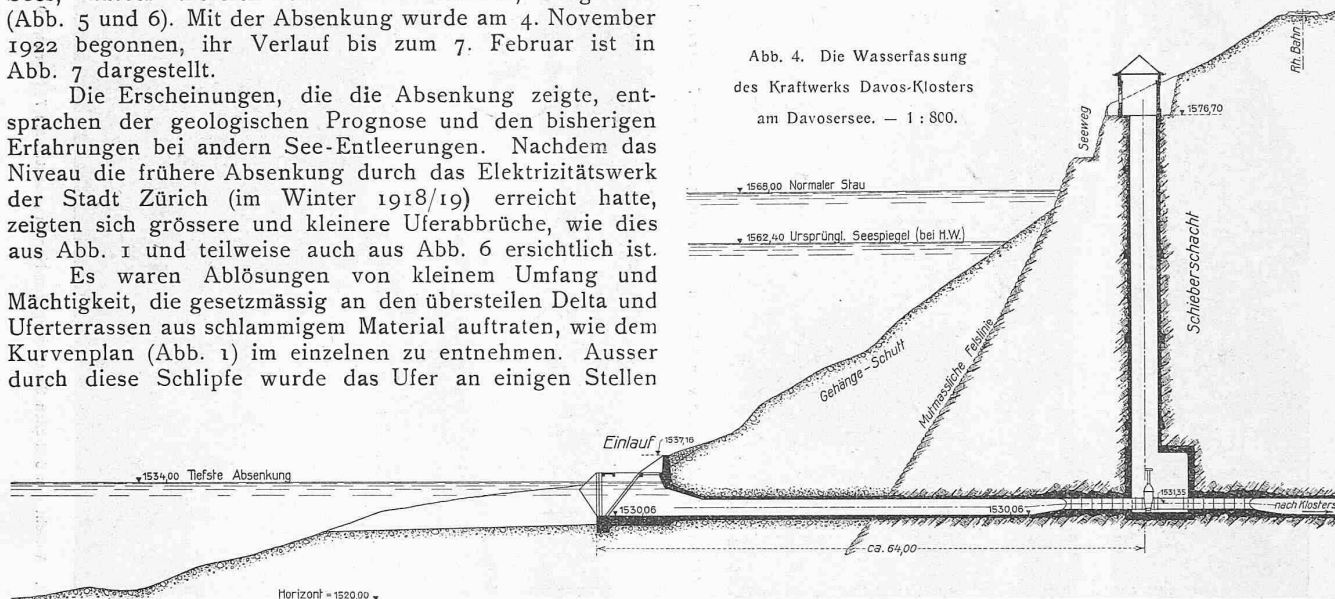 (Abb. 5 und 6). Mit der Absenkung wurde am 4. November
1922 begonnen, ihr Verlauf bis zum 7. Februar ist in
Abb. 7 dargestellt.
Die Erscheinungen, die die Absenkung zeigte, ent-
sprachen der geologischen Prognose und den bisherigen
Erfahrungen bei andern See-Entleerungen. Nachdem das
Niveau die frühere Absenkung durch das Elektrizitätswerk
der Stadt Zürich (im Winter 1918/19) erreicht hatte,
zeigten sich grössere und kleinere Uferabbrüche, wie dies
aus Abb. 1 und teilweise auch aus Abb. 6 ersichtlich ist.
Es waren Ablösungen von kleinem Umfang und
Mächtigkeit, die gesetzmässig an den übersteilen Delta und
Uferterrassen aus schlammigem Material auftraten, wie dem
Kurvenplan (Abb. 1) im einzelnen zu entnehmen. Ausser
durch diese Schlipfe wurde das Ufer an einigen Stellen
Abb. 4. Die Wasserfassung
des Kraftwerks Davos-Klosters
am Davosersee. — 1 : 800.
Rh. Bahn
1576,70
Seeweg
1568,00 Normaler Stau
1562,40 Ursprüngl. Seespiegel (bei H.W.)
Schieberschacht
Gehänge-Schutt
Mutmassliche Felslinie
Einlauf
1537,16
1534,00 Tiefste Absenkung
1530,06
1530,06
1531,35
nach Klosters
ca. 64,00
Horizont = 1520.00